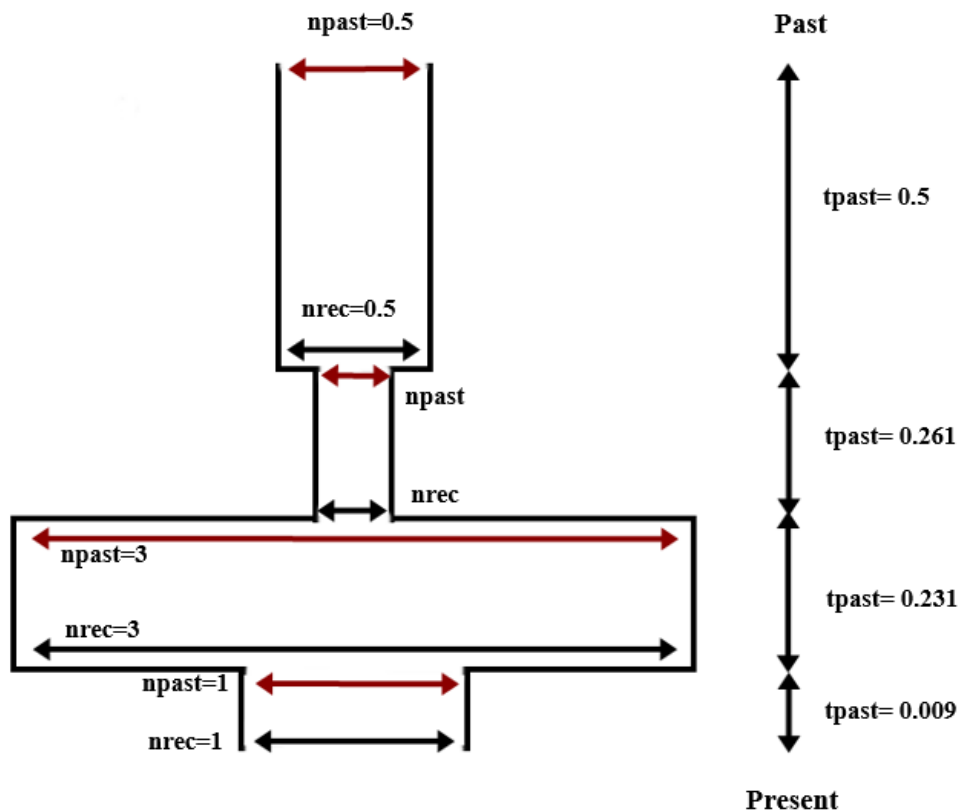 npast=0.5
Past
tpast= 0.5
nrec=0.5
npast
tpast= 0.261
nrec
npast=3
tpast= 0.231
nrec=3
npast=1
tpast= 0.009
nrec=1
Present